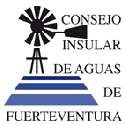 CONSEJO
INSULAR
DE AGUAS
DE
FUERTEVENTURA